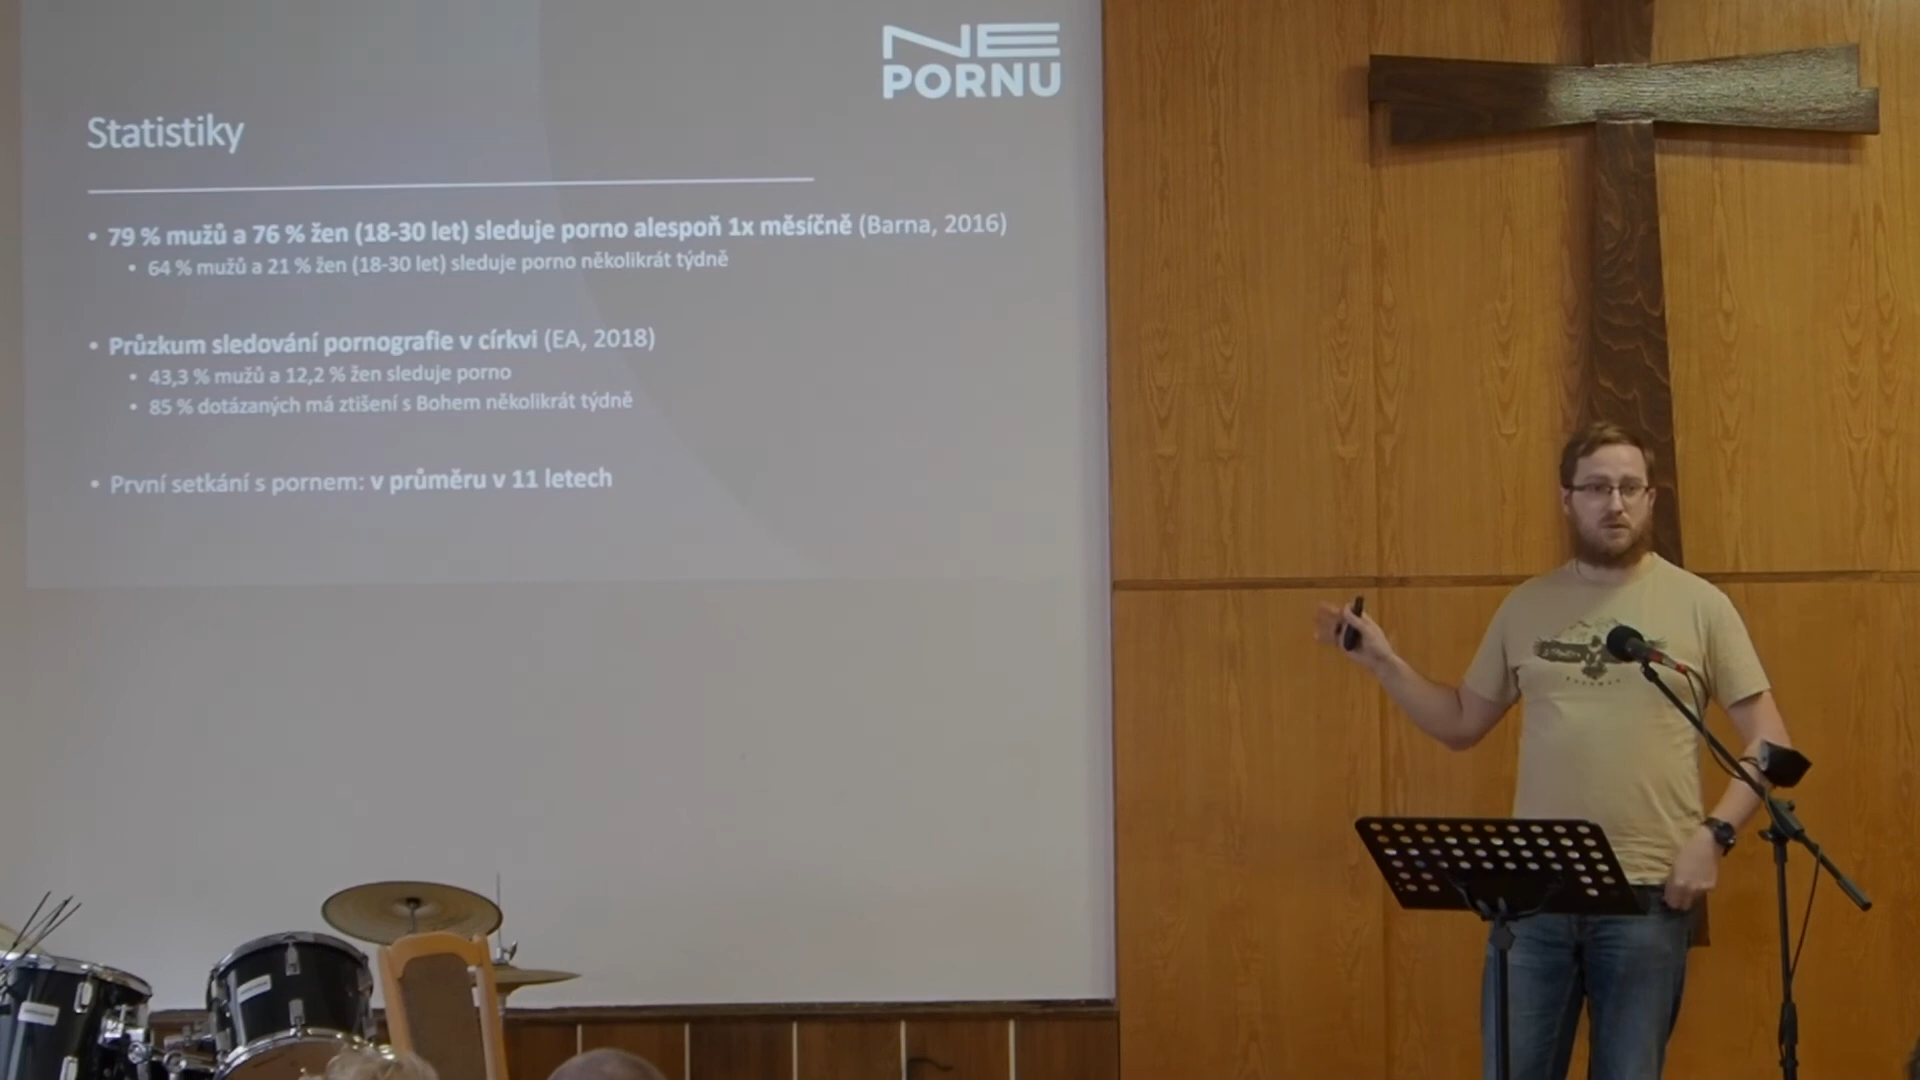 NE
PORNU
Statistiky
• 79 % mužů a 76 % žen (18-30 let) sleduje porno alespoň 1x měsíčně (Barna, 2016)
• 64 % mužů a 21 % žen (18-30 let) sleduje porno několikrát týdně
• Průzkum sledování pornografie v církvi (EA, 2018)
• 43,3 % mužů a 12,2 % žen sleduje porno
• 85 % dotázaných má ztišení s Bohem několikrát týdně
• První setkání s pornem: v průměru v 11 letech